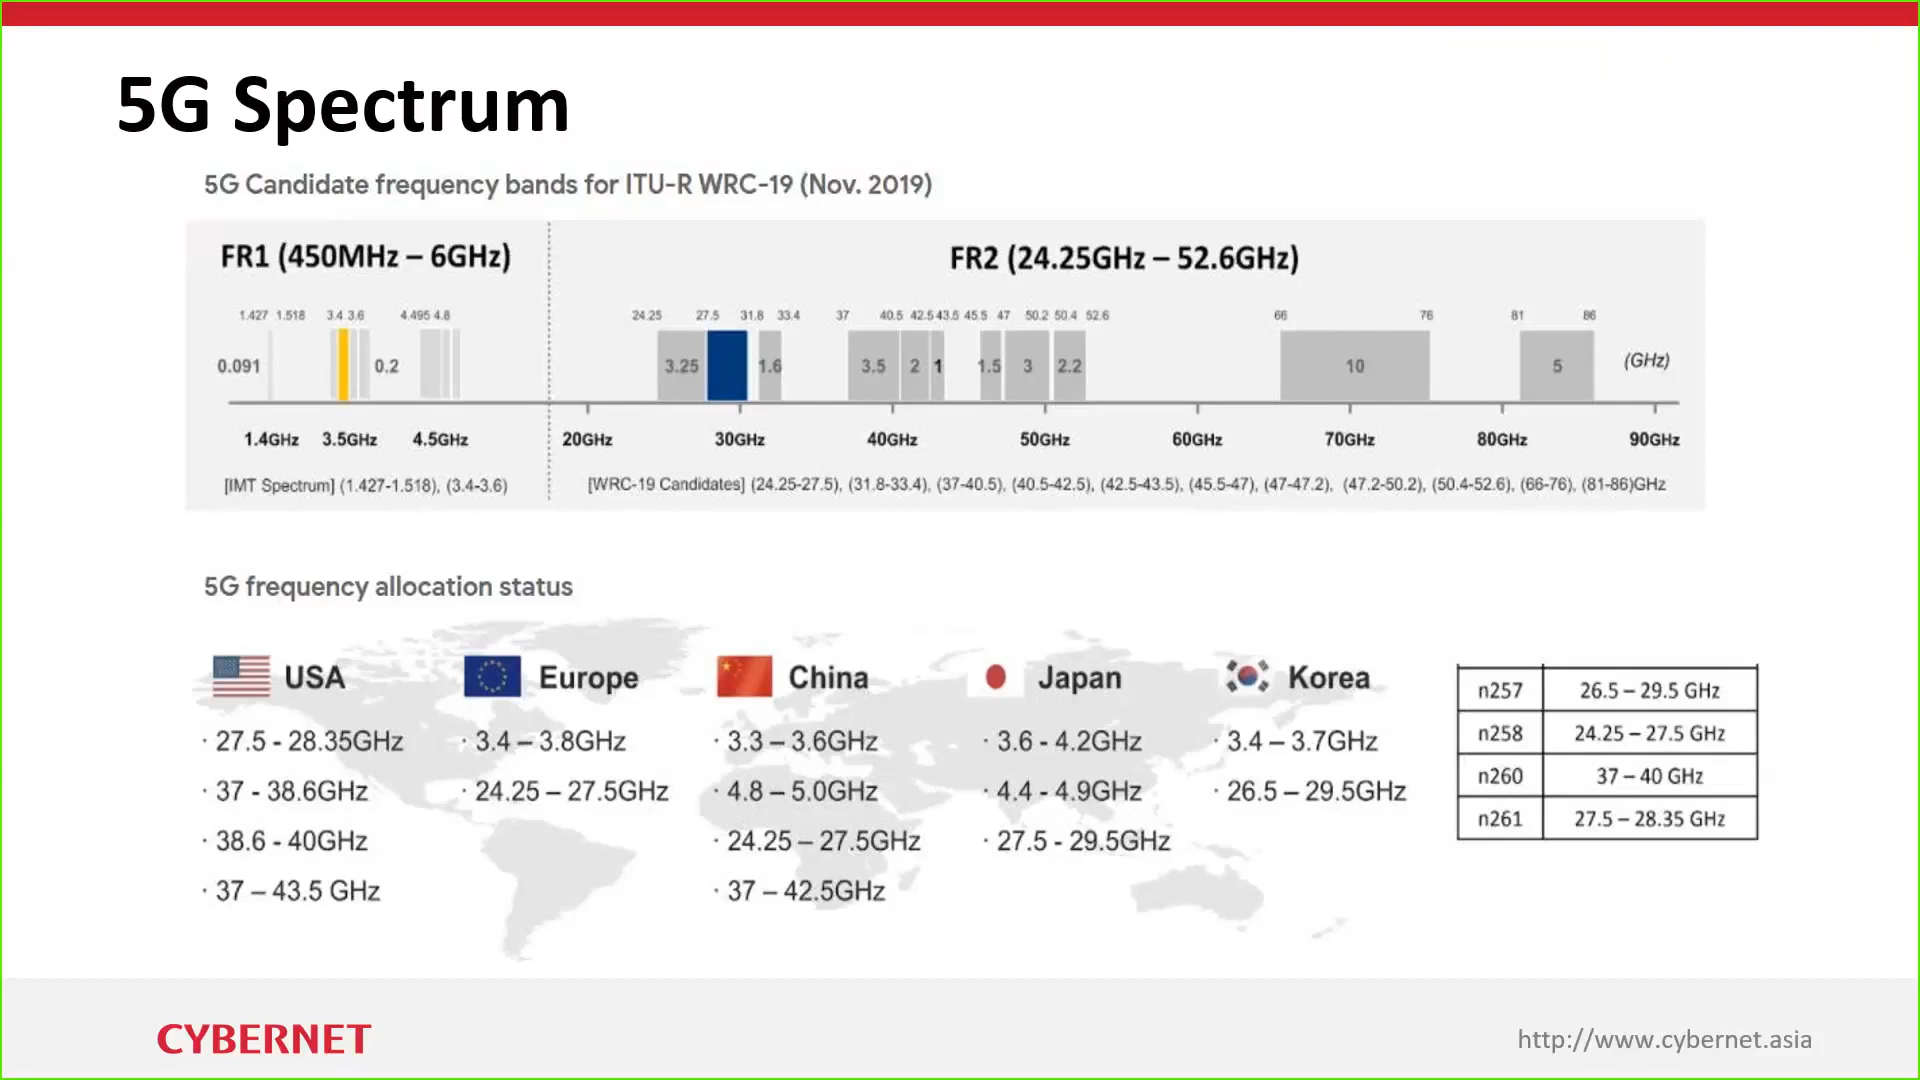 5G Spectrum
5G Candidate frequency bands for ITU-R WRC-19 (Nov. 2019)
FR1 (450MHz – 6GHz)
FR2 (24.25GHz – 52.6GHz)
1.427 1.518 3.4 3.6 4.495 4.8
24.25 27.5 31.8 33.4 37 40.5 42.5 43.5 45.5 47 50.2 50.4 52.6 66 76 81 86
0.091 0.2
3.25 1.6 3.5 2 1 1.5 3 2.2 10 5 (GHz)
1.4GHz 3.5GHz 4.5GHz
20GHz 30GHz 40GHz 50GHz 60GHz 70GHz 80GHz 90GHz
[IMT Spectrum] (1.427-1.518), (3.4-3.6)
[WRC-19 Candidates] (24.25-27.5), (31.8-33.4), (37-40.5), (40.5-42.5), (42.5-43.5), (45.5-47), (47-47.2), (47.2-50.2), (50.4-52.6), (66-76), (81-86)GHz
5G frequency allocation status
USA
· 27.5 - 28.35GHz
· 37 - 38.6GHz
· 38.6 - 40GHz
· 37 – 43.5 GHz
Europe
· 3.4 – 3.8GHz
· 24.25 – 27.5GHz
China
· 3.3 – 3.6GHz
· 4.8 – 5.0GHz
· 24.25 – 27.5GHz
· 37 – 42.5GHz
Japan
· 3.6 - 4.2GHz
· 4.4 - 4.9GHz
· 27.5 - 29.5GHz
Korea
· 3.4 – 3.7GHz
· 26.5 – 29.5GHz
n257 26.5 – 29.5 GHz
n258 24.25 – 27.5 GHz
n260 37 – 40 GHz
n261 27.5 – 28.35 GHz
CYBERNET
http://www.cybernet.asia